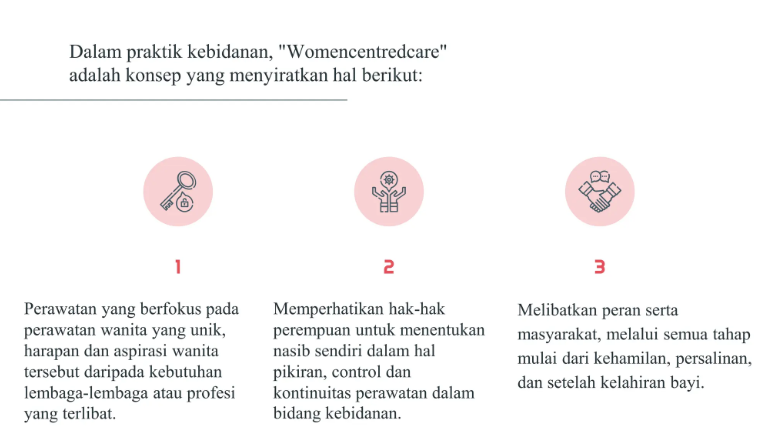 Dalam praktik kebidanan, "Womencentredcare"
adalah konsep yang menyiratkan hal berikut:
1
Perawatan yang berfokus pada
perawatan wanita yang unik,
harapan dan aspirasi wanita
tersebut daripada kebutuhan
lembaga-lembaga atau profesi
yang terlibat.
2
Memperhatikan hak-hak
perempuan untuk menentukan
nasib sendiri dalam hal
pikiran, control dan
kontinuitas perawatan dalam
bidang kebidanan.
3
Melibatkan peran serta
masyarakat, melalui semua tahap
mulai dari kehamilan, persalinan,
dan setelah kelahiran bayi.